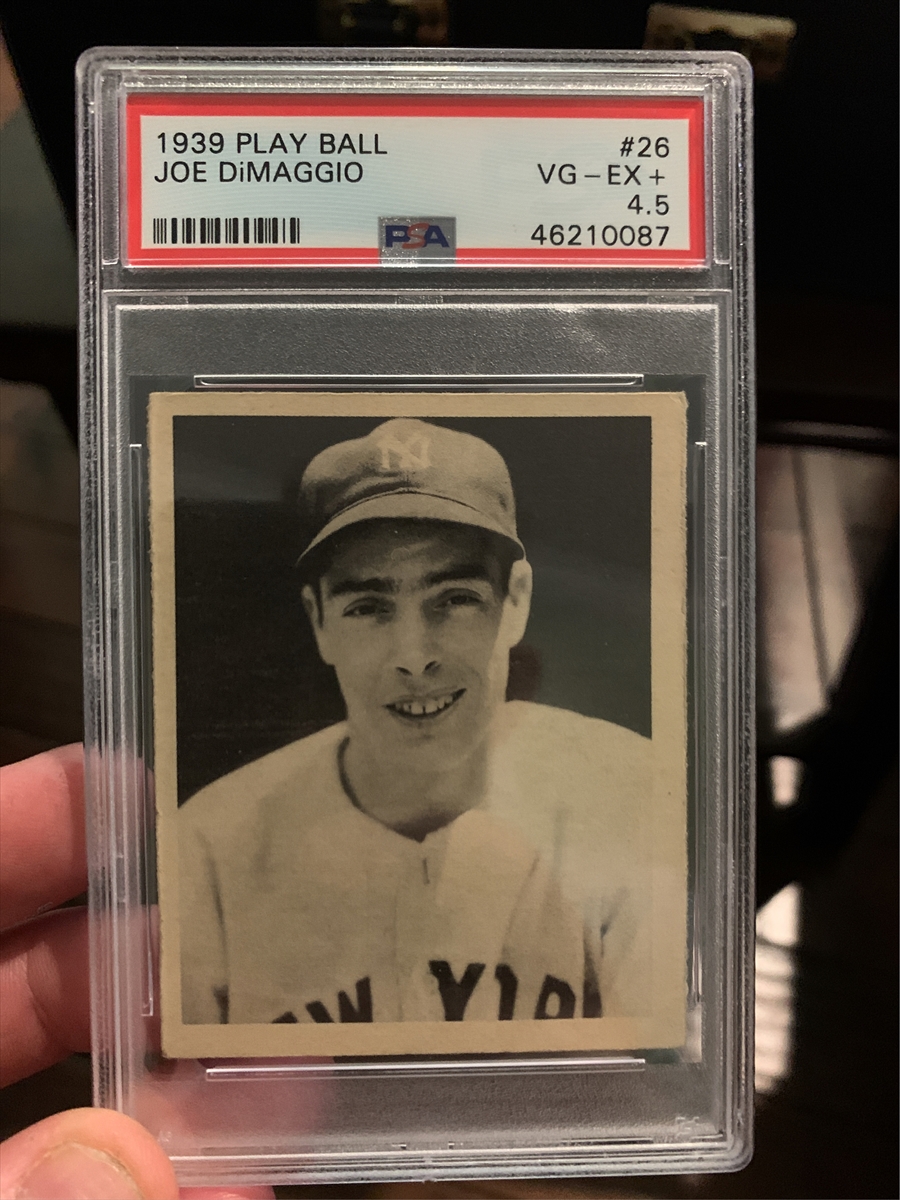 1939 PLAY BALL #26
JOE DiMAGGIO VG-EX+
4.5
PSA 46210087
NY